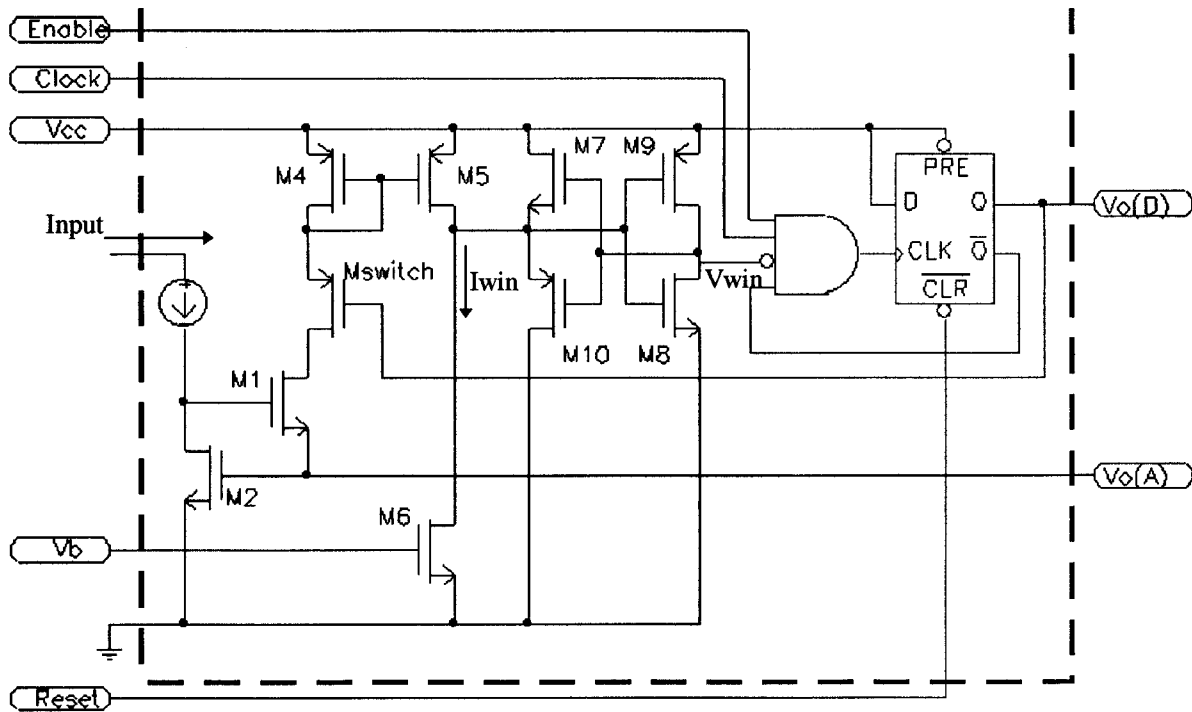 Enable
Clock
Vcc
M4
M5
M7
M9
PRE
D
O
Vo(D)
Input
Mswitch
Iwin
Vwin
CLK
O
CLR
M10
M8
M1
M2
Vo(A)
M6
Vb
Reset